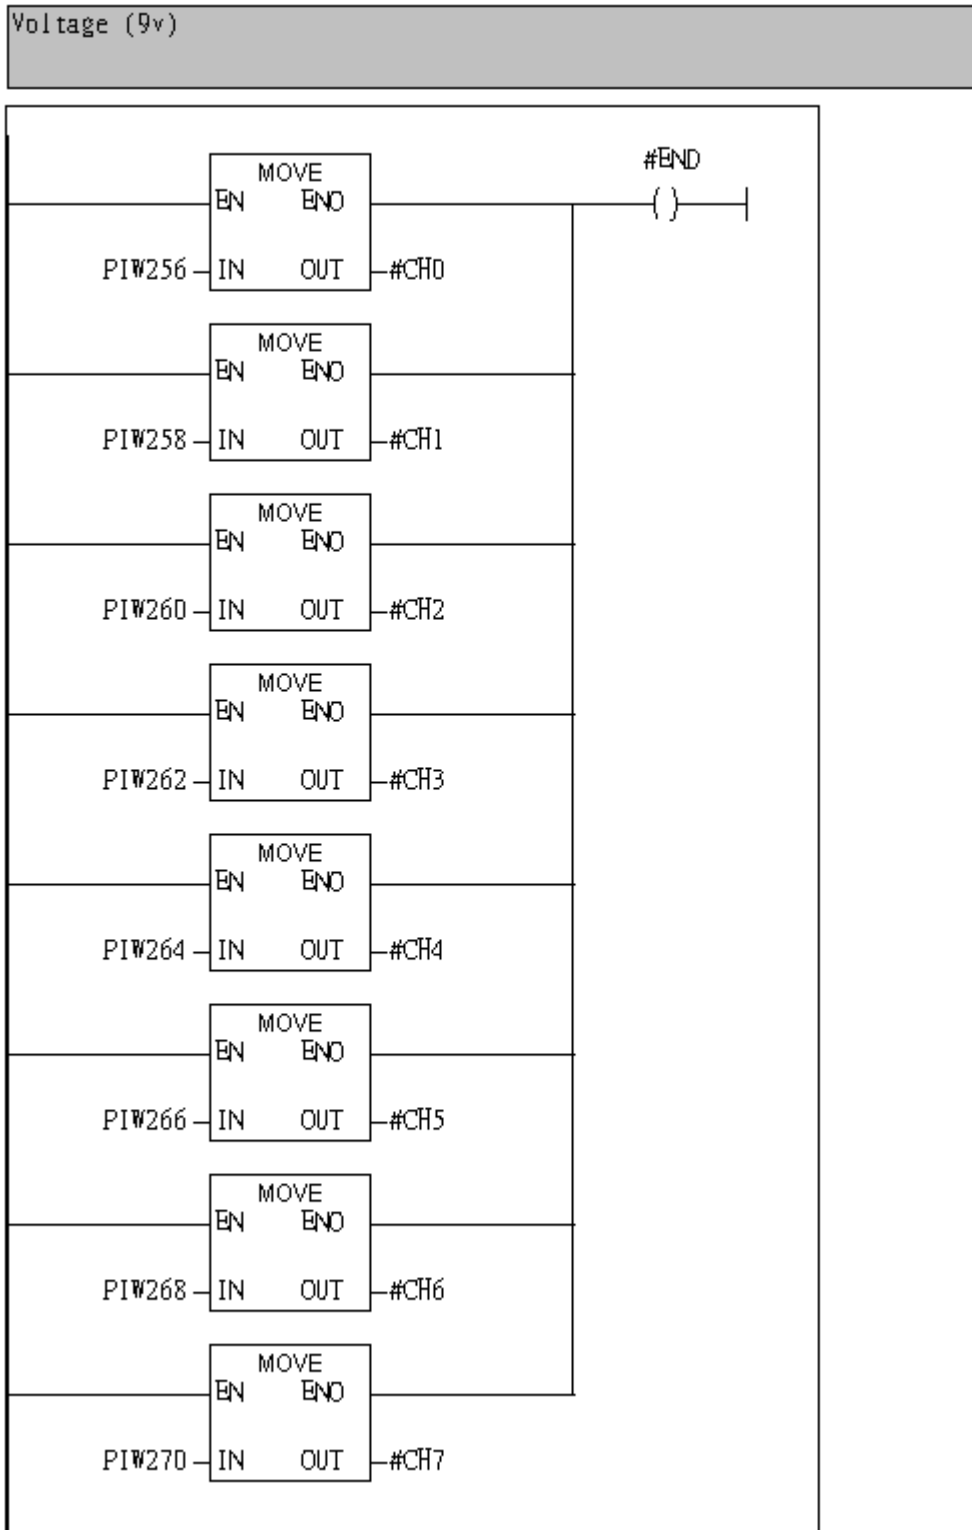 Voltage (9v)
#END
MOVE
EN ENO
PIW256 IN OUT #CH0
MOVE
EN ENO
PIW258 IN OUT #CH1
MOVE
EN ENO
PIW260 IN OUT #CH2
MOVE
EN ENO
PIW262 IN OUT #CH3
MOVE
EN ENO
PIW264 IN OUT #CH4
MOVE
EN ENO
PIW266 IN OUT #CH5
MOVE
EN ENO
PIW268 IN OUT #CH6
MOVE
EN ENO
PIW270 IN OUT #CH7